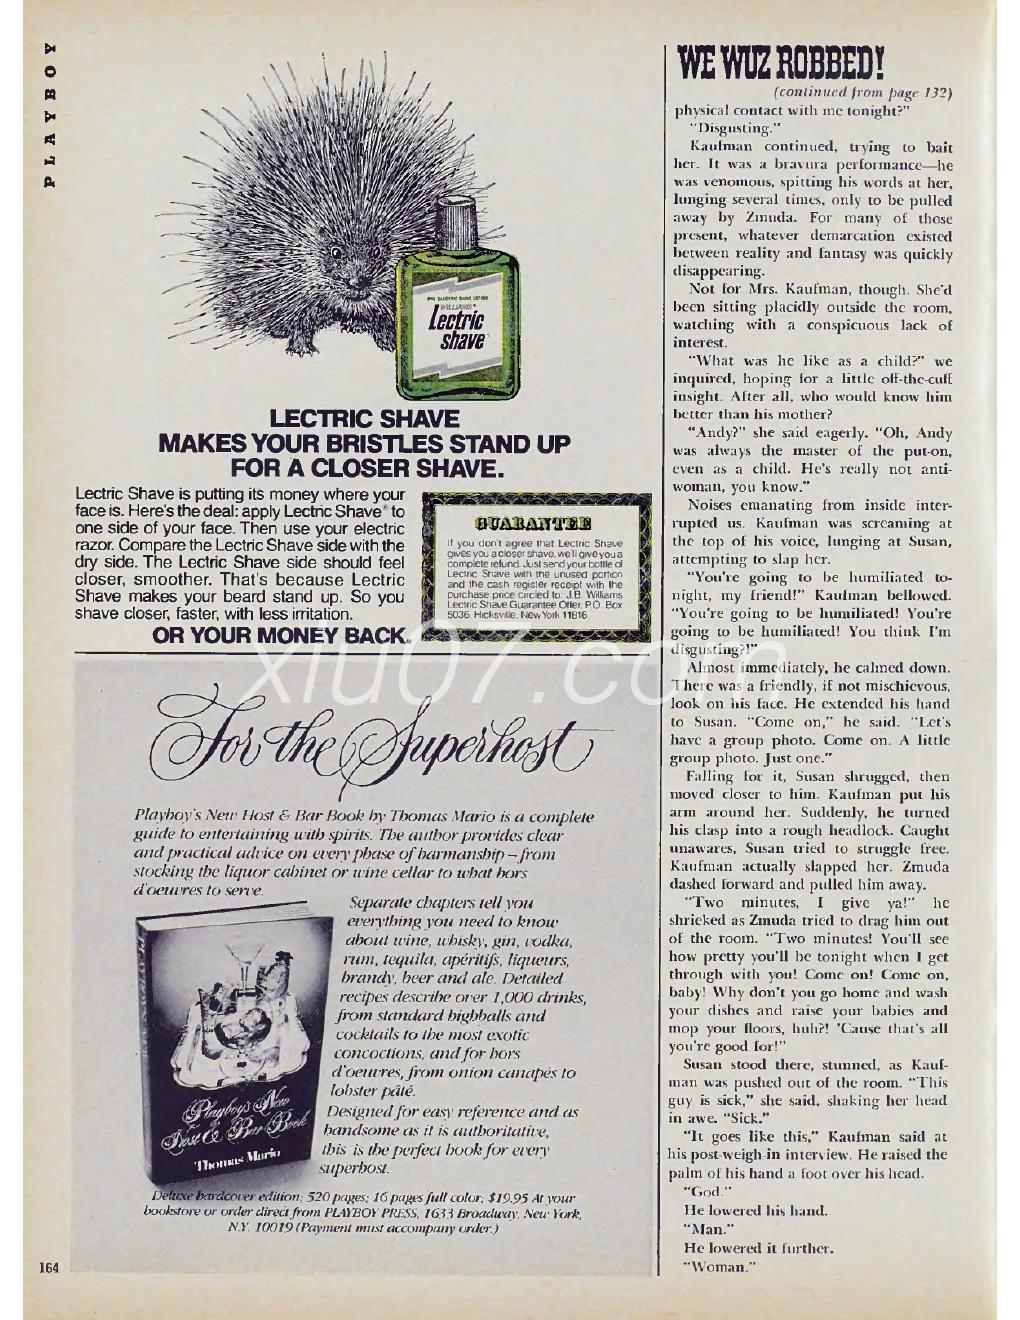 PLAYBOY
WILLIAMS
Lectric
shave
LECTRIC SHAVE
MAKES YOUR BRISTLES STAND UP
FOR A CLOSER SHAVE.
Lectric Shave is putting its money where your
face is. Here's the deal: apply Lectric Shave® to
one side of your face. Then use your electric
razor. Compare the Lectric Shave side with the
dry side. The Lectric Shave side should feel
closer, smoother. That's because Lectric
Shave makes your beard stand up. So you
shave closer, faster, with less irritation.
OR YOUR MONEY BACK.
GUARANTEE
If you don't agree that Lectric Shave
gives you a closer shave, we'll give you a
complete refund. Just send your bottle of
Lectric Shave with the unused portion
and the cash register receipt with the
purchase price circled to: J.B. Williams
Lectric Shave Guarantee Offer, P.O. Box
5036, Hicksville, New York 11816.
For the Superhost
Playboy's New Host & Bar Book by Thomas Mario is a complete
guide to entertaining with spirits. The author provides clear
and practical advice on every phase of barmanship – from
stocking the liquor cabinet or wine cellar to what hors
d'oeuvres to serve.
Separate chapters tell you
everything you need to know
about wine, whisky, gin, vodka,
rum, tequila, apéritifs, liqueurs,
brandy, beer and ale. Detailed
recipes describe over 1,000 drinks,
from standard highballs and
cocktails to the most exotic
concoctions, and for hors
d'oeuvres, from onion canapés to
lobster pâté.
Designed for easy reference and as
handsome as it is authoritative,
this is the perfect book for every
superhost.
Playboy's New
Host & Bar Book
Thomas Mario
Deluxe hardcover edition; 520 pages; 16 pages full color; $19.95 At your
bookstore or order direct from PLAYBOY PRESS, 1633 Broadway, New York,
N.Y. 10019 (Payment must accompany order.)
164
WE WUZ ROBBED!
(continued from page 132)
physical contact with me tonight?"
"Disgusting."
Kaufman continued, trying to bait
her. It was a bravura performance—he
was venomous, spitting his words at her,
lunging several times, only to be pulled
away by Zmuda. For many of those
present, whatever demarcation existed
between reality and fantasy was quickly
disappearing.
Not for Mrs. Kaufman, though. She'd
been sitting placidly outside the room,
watching with a conspicuous lack of
interest.
"What was he like as a child?" we
inquired, hoping for a little off-the-cuff
insight. After all, who would know him
better than his mother?
"Andy?" she said eagerly. "Oh, Andy
was always the master of the put-on,
even as a child. He's really not anti-
woman, you know."
Noises emanating from inside inter-
rupted us. Kaufman was screaming at
the top of his voice, lunging at Susan,
attempting to slap her.
"You're going to be humiliated to-
night, my friend!" Kaufman bellowed.
"You're going to be humiliated! You're
going to be humiliated! You think I'm
disgusting?!"
Almost immediately, he calmed down.
There was a friendly, if not mischievous,
look on his face. He extended his hand
to Susan. "Come on," he said. "Let's
have a group photo. Come on. A little
group photo. Just one."
Falling for it, Susan shrugged, then
moved closer to him. Kaufman put his
arm around her. Suddenly, he turned
his clasp into a rough headlock. Caught
unawares, Susan tried to struggle free.
Kaufman actually slapped her. Zmuda
dashed forward and pulled him away.
"Two minutes, I give ya!" he
shrieked as Zmuda tried to drag him out
of the room. "Two minutes! You'll see
how pretty you'll be tonight when I get
through with you! Come on! Come on,
baby! Why don't you go home and wash
your dishes and raise your babies and
mop your floors, huh?! 'Cause that's all
you're good for!"
Susan stood there, stunned, as Kauf-
man was pushed out of the room. "This
guy is sick," she said, shaking her head
in awe. "Sick."
"It goes like this," Kaufman said at
his post-weigh-in interview. He raised the
palm of his hand a foot over his head.
"God."
He lowered his hand.
"Man."
He lowered it further.
"Woman."
xiu07.com